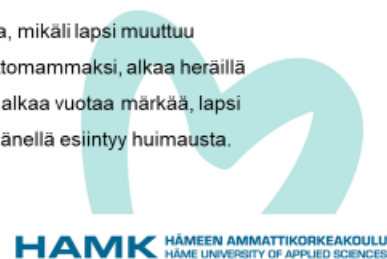 a, mikäli lapsi muuttuu
tomammaksi, alkaa heräillä
alkaa vuotaa märkää, lapsi
änellä esiintyy huimausta.
HAMK HÄMEEN AMMATTIKORKEAKOULU
HÄME UNIVERSITY OF APPLIED SCIENCES